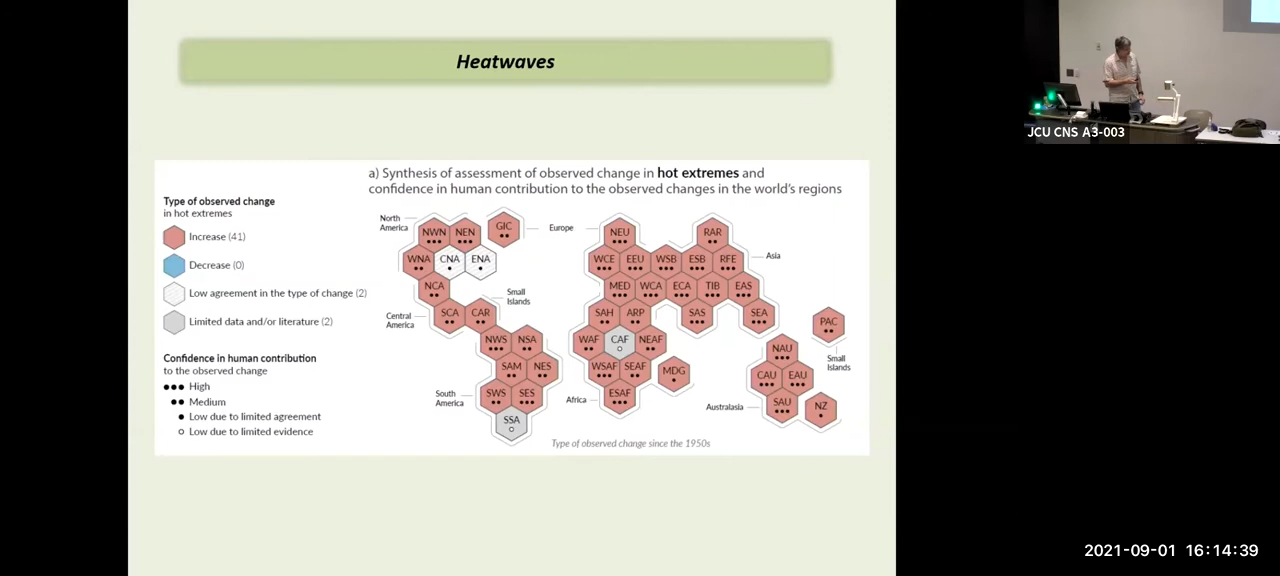 Heatwaves
JCU CNS A3-003
a) Synthesis of assessment of observed change in hot extremes and
confidence in human contribution to the observed changes in the world's regions
Type of observed change
in hot extremes
Increase (41)
Decrease (0)
Low agreement in the type of change (2)
Limited data and/or literature (2)
Confidence in human contribution
to the observed change
High
Medium
Low due to limited agreement
Low due to limited evidence
North
America
NWN NEN GIC
WNA CNA ENA
NCA
Central
America
SCA CAR
Small
Islands
NWS NSA
SAM NES
South
America
SWS SES
SSA
Europe
NEU RAR
WCE EEU WSB ESB RFE
Asia
MED WCA ECA TIB EAS
SAH ARP SAS SEA
WAF CAF NEAF
WSAF SEAF MDG
Africa
ESAF
PAC
Small
Islands
NAU
CAU EAU
Australasia
SAU NZ
Type of observed change since the 1950s
2021-09-01 16:14:39